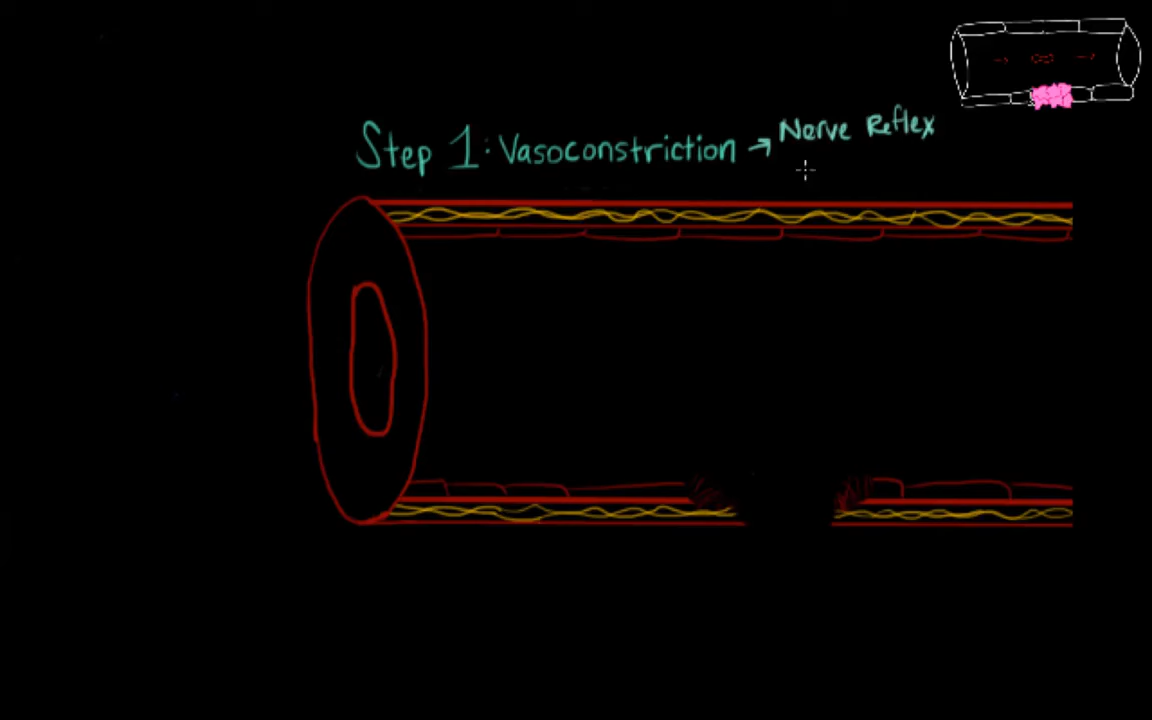 Step 1: Vasoconstriction → Nerve Reflex